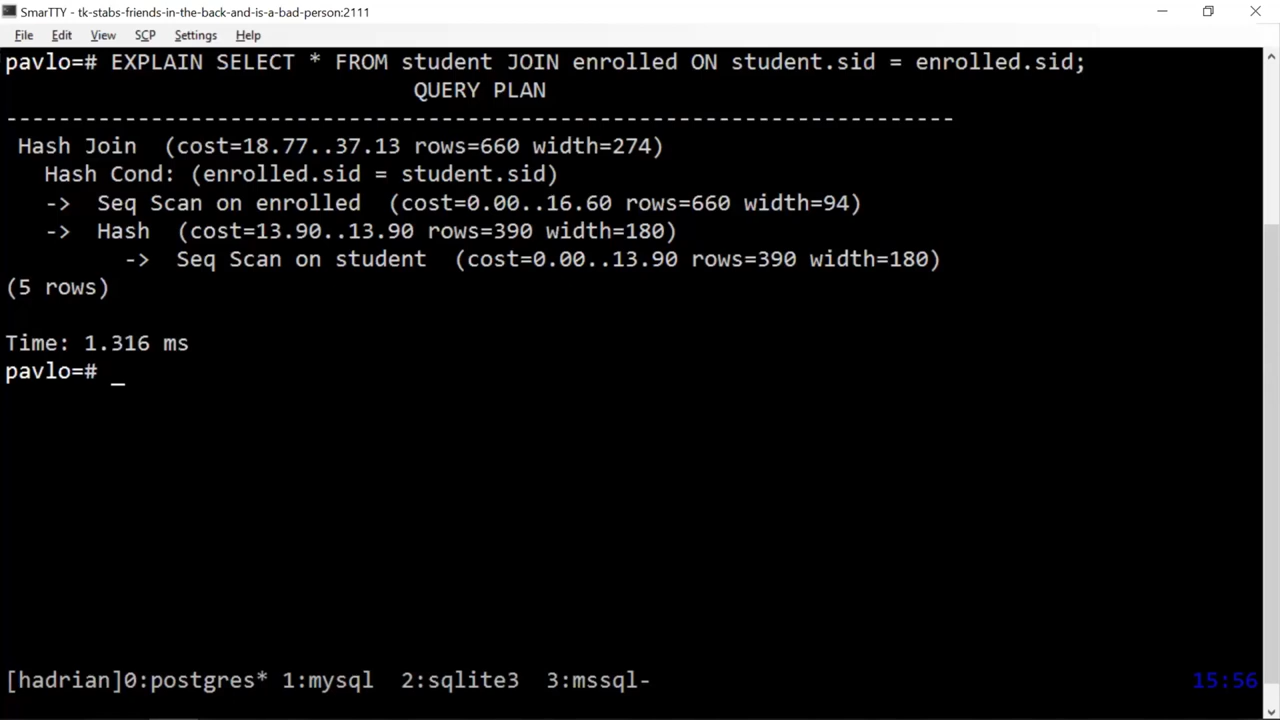 SmarTTY - tk-stabs-friends-in-the-back-and-is-a-bad-person:2111
File Edit View SCP Settings Help
pavlo=# EXPLAIN SELECT * FROM student JOIN enrolled ON student.sid = enrolled.sid;
QUERY PLAN
------------------------------------------------------------------------
Hash Join  (cost=18.77..37.13 rows=660 width=274)
Hash Cond: (enrolled.sid = student.sid)
->  Seq Scan on enrolled  (cost=0.00..16.60 rows=660 width=94)
->  Hash  (cost=13.90..13.90 rows=390 width=180)
->  Seq Scan on student  (cost=0.00..13.90 rows=390 width=180)
(5 rows)
Time: 1.316 ms
pavlo=# _
[hadrian]0:postgres* 1:mysql  2:sqlite3  3:mssql- 15:56